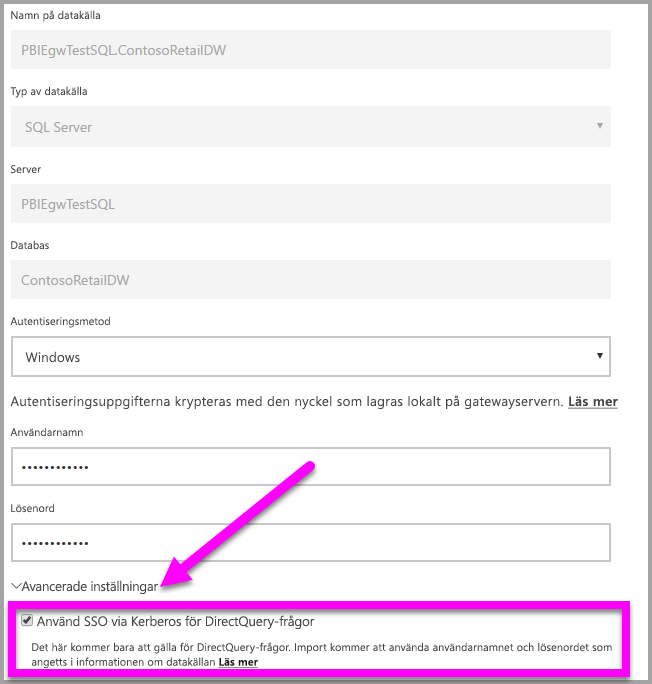 Namn på datakälla
PBIEgwTestSQL.ContosoRetailDW
Typ av datakälla
SQL Server
Server
PBIEgwTestSQL
Databas
ContosoRetailDW
Autentiseringsmetod
Windows
Autentiseringsuppgifterna krypteras med den nyckel som lagras lokalt på gatewayservern. Läs mer
Användarnamn
••••••••••••
Lösenord
••••••••••••
Avancerade inställningar
Använd SSO via Kerberos för DirectQuery-frågor
Det här kommer bara att gälla för DirectQuery-frågor. Import kommer att använda användarnamnet och lösenordet som
angetts i informationen om datakällan Läs mer